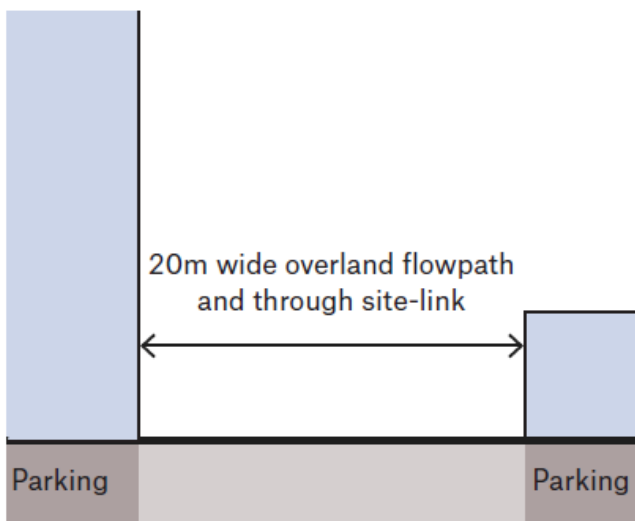 20m wide overland flowpath
and through site-link
Parking
Parking